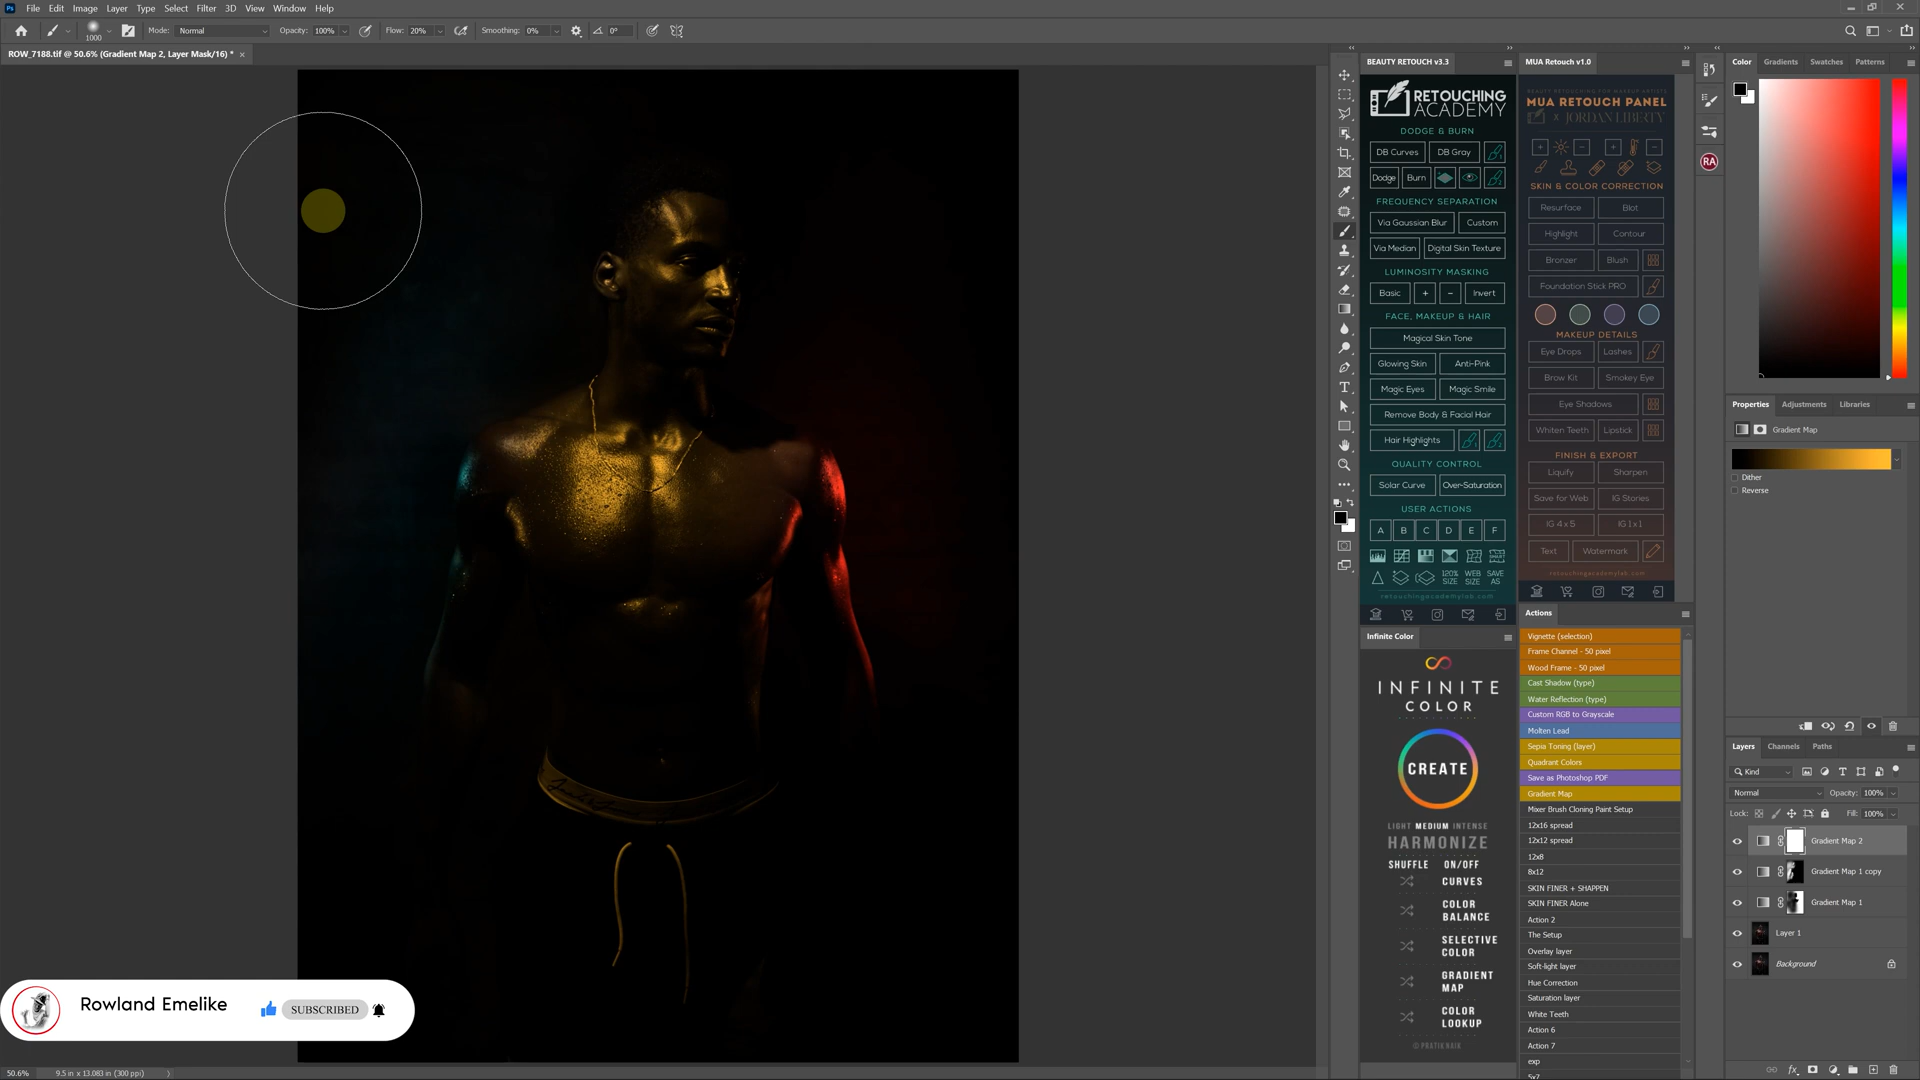 File Edit Image Layer Type Select Filter 3D View Window Help
1000 Mode: Normal Opacity: 100% Flow: 20% Smoothing: 0% 0°
ROW_7188.tif @ 50.6% (Gradient Map 2, Layer Mask/16) *
BEAUTY RETOUCH v3.3
RETOUCHING
ACADEMY
DODGE & BURN
DB Curves DB Gray
Dodge Burn
FREQUENCY SEPARATION
Via Gaussian Blur Custom
Via Median Digital Skin Texture
LUMINOSITY MASKING
Basic + − Invert
FACE, MAKEUP & HAIR
Magical Skin Tone
Glowing Skin Anti-Pink
Magic Eyes Magic Smile
Remove Body & Facial Hair
Hair Highlights
QUALITY CONTROL
Solar Curve Over-Saturation
USER ACTIONS
A B C D E F
120% SIZE WEB SIZE SAVE AS
retouchingacademylab.com
MUA Retouch v1.0
BEAUTY RETOUCHING FOR MAKEUP ARTISTS
MUA RETOUCH PANEL
X JORDAN LIBERTY
SKIN & COLOR CORRECTION
Resurface Blot
Highlight Contour
Bronzer Blush
Foundation Stick PRO
MAKEUP DETAILS
Eye Drops Lashes
Brow Kit Smokey Eye
Eye Shadows
Whiten Teeth Lipstick
FINISH & EXPORT
Liquify Sharpen
Save for Web IG Stories
IG 4x5 IG 1x1
Text Watermark
retouchingacademylab.com
Infinite Color
INFINITE
COLOR
CREATE
LIGHT MEDIUM INTENSE
HARMONIZE
SHUFFLE ON/OFF
CURVES
COLOR
BALANCE
SELECTIVE
COLOR
GRADIENT
MAP
COLOR
LOOKUP
© PRATIK NAIK
Actions
Vignette (selection)
Frame Channel - 50 pixel
Wood Frame - 50 pixel
Cast Shadow (type)
Water Reflection (type)
Custom RGB to Grayscale
Molten Lead
Sepia Toning (layer)
Quadrant Colors
Save as Photoshop PDF
Gradient Map
Mixer Brush Cloning Paint Setup
12x16 spread
12x12 spread
12x8
8x12
SKIN FINER + SHAPPEN
SKIN FINER Alone
Action 2
The Setup
Overlay layer
Soft-light layer
Hue Correction
Saturation layer
White Teeth
Action 6
Action 7
exp
5x7
RA
Color Gradients Swatches Patterns
Properties Adjustments Libraries
Gradient Map
Dither
Reverse
Layers Channels Paths
Kind
Normal Opacity: 100%
Lock: Fill: 100%
Gradient Map 2
Gradient Map 1 copy
Gradient Map 1
Layer 1
Background
Rowland Emelike
SUBSCRIBED
50.6% 9.5 in x 13.083 in (300 ppi)